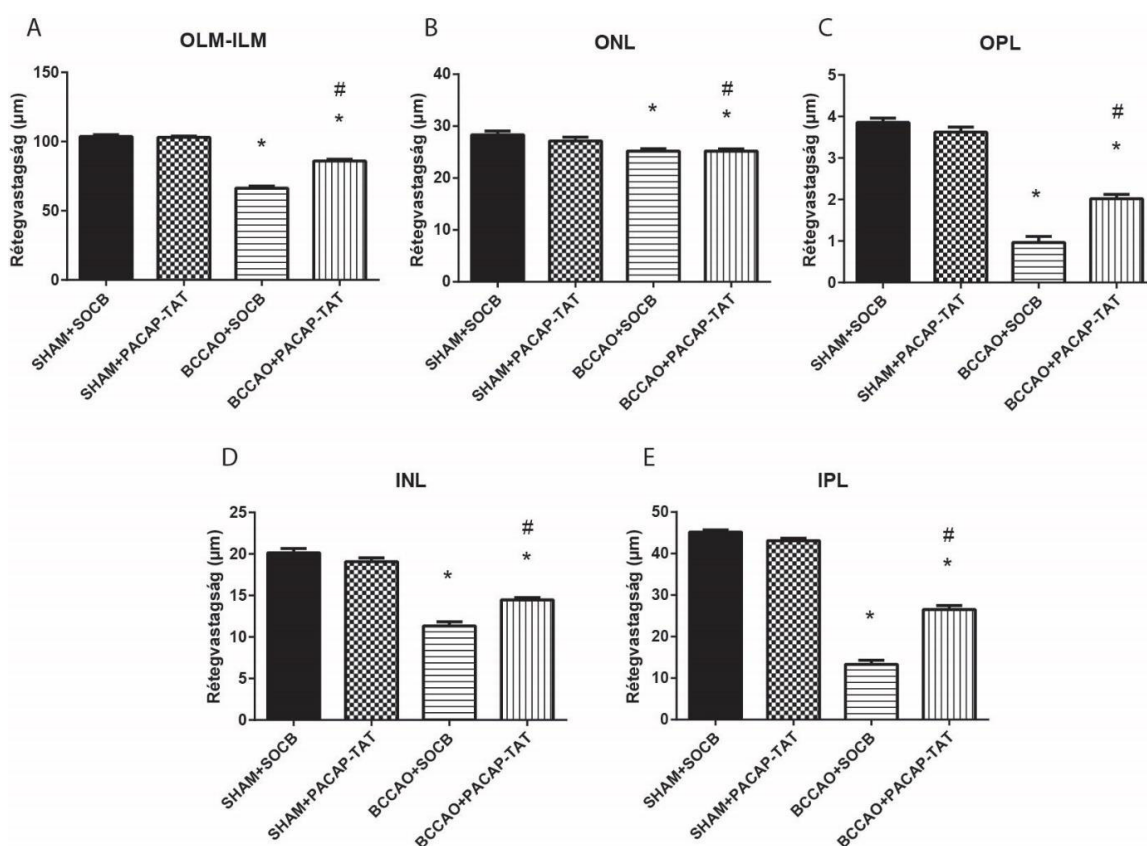 A
OLM-ILM
Rétegvastagság (µm)
150
100
50
0
*
#
*
SHAM+SOCB
SHAM+PACAP-TAT
BCCAO+SOCB
BCCAO+PACAP-TAT
B
ONL
Rétegvastagság (µm)
40
30
20
10
0
*
#
*
SHAM+SOCB
SHAM+PACAP-TAT
BCCAO+SOCB
BCCAO+PACAP-TAT
C
OPL
Rétegvastagság (µm)
5
4
3
2
1
0
*
#
*
SHAM+SOCB
SHAM+PACAP-TAT
BCCAO+SOCB
BCCAO+PACAP-TAT
D
INL
Rétegvastagság (µm)
25
20
15
10
5
0
*
#
*
SHAM+SOCB
SHAM+PACAP-TAT
BCCAO+SOCB
BCCAO+PACAP-TAT
E
IPL
Rétegvastagság (µm)
50
40
30
20
10
0
*
#
*
SHAM+SOCB
SHAM+PACAP-TAT
BCCAO+SOCB
BCCAO+PACAP-TAT